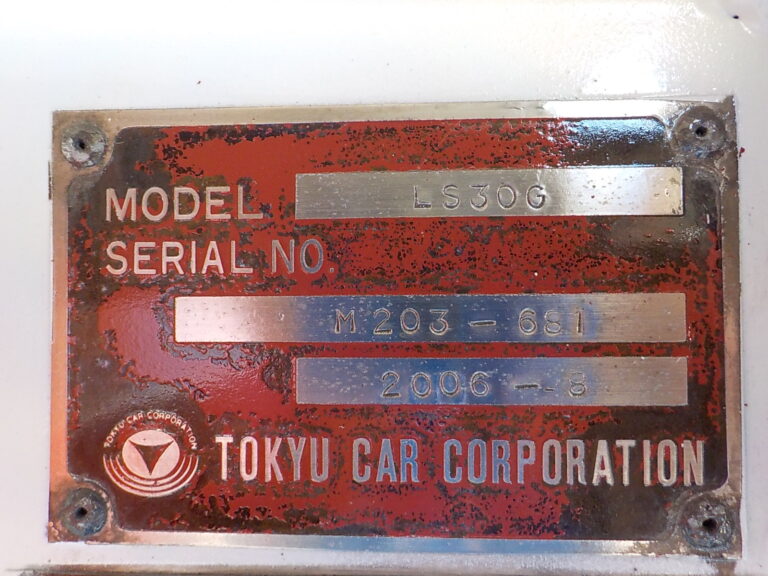 MODEL LS30G
SERIAL NO.
M203-681
2006-8
TOKYU CAR CORPORATION
TOKYU CAR CORPORATION